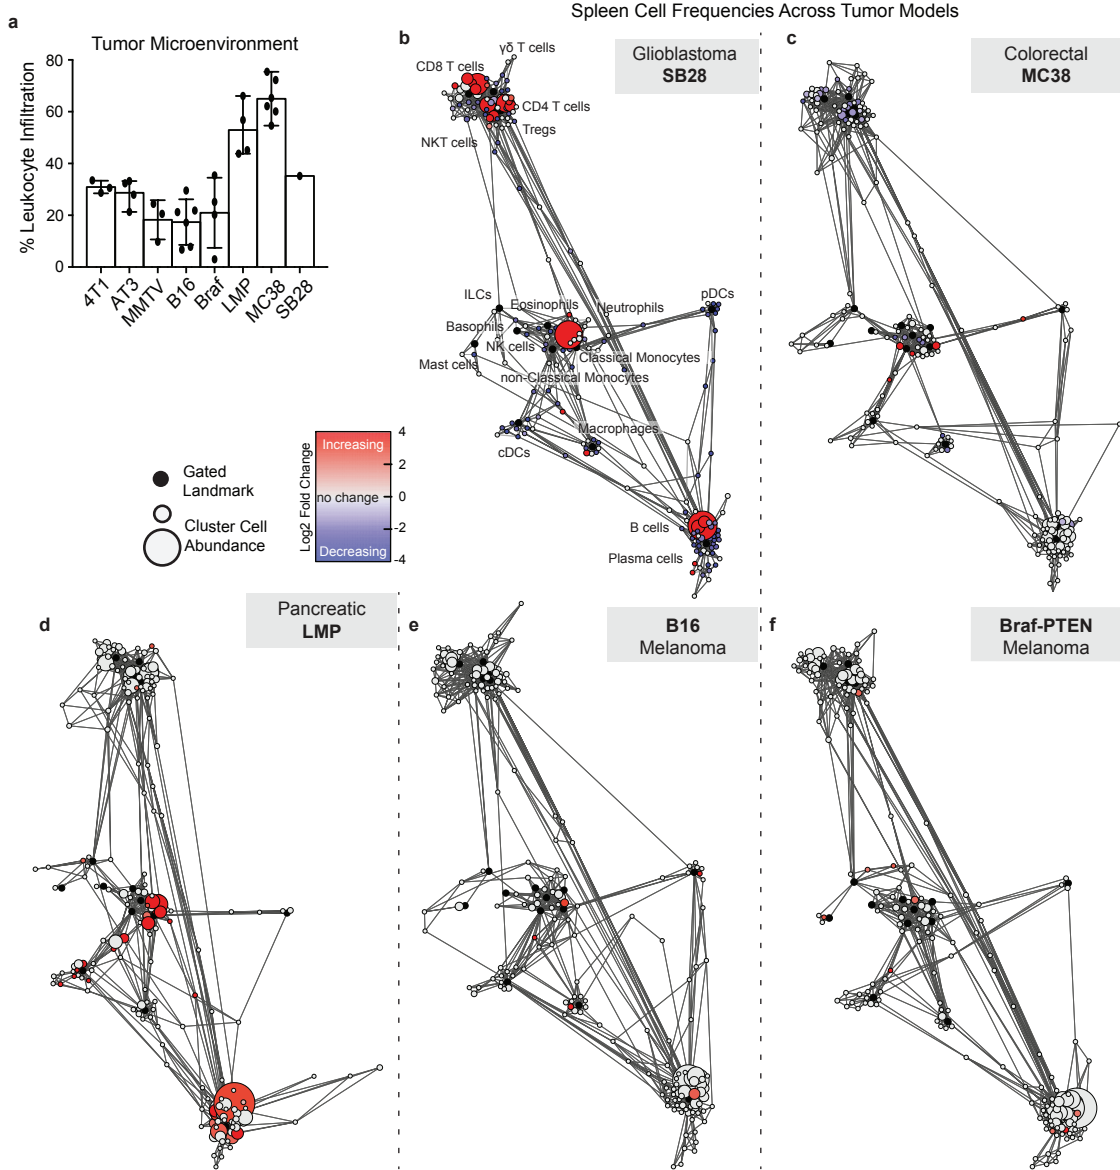 Spleen Cell Frequencies Across Tumor Models
a
Tumor Microenvironment
% Leukocyte Infiltration
80
60
40
20
0
4T1
AT3
MMTV
B16
Braf
LMP
MC38
SB28
b
Glioblastoma
SB28
γδ T cells
CD8 T cells
CD4 T cells
Tregs
NKT cells
ILCs
Eosinophils
Neutrophils
pDCs
Basophils
NK cells
Classical Monocytes
Mast cells
non-Classical Monocytes
Macrophages
cDCs
B cells
Plasma cells
c
Colorectal
MC38
Gated
Landmark
Cluster Cell
Abundance
Log2 Fold Change
Increasing
no change
Decreasing
4
2
0
-2
-4
d
Pancreatic
LMP
e
B16
Melanoma
f
Braf-PTEN
Melanoma